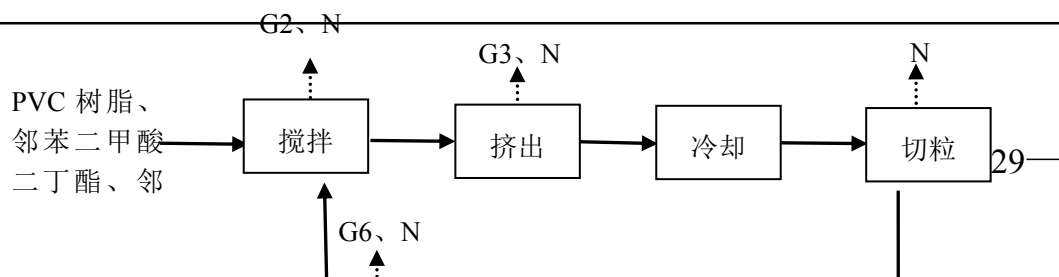 G2、N
G3、N
N
PVC 树脂、
邻苯二甲酸
二丁酯、邻
搅拌
挤出
冷却
切粒
29—
G6、N